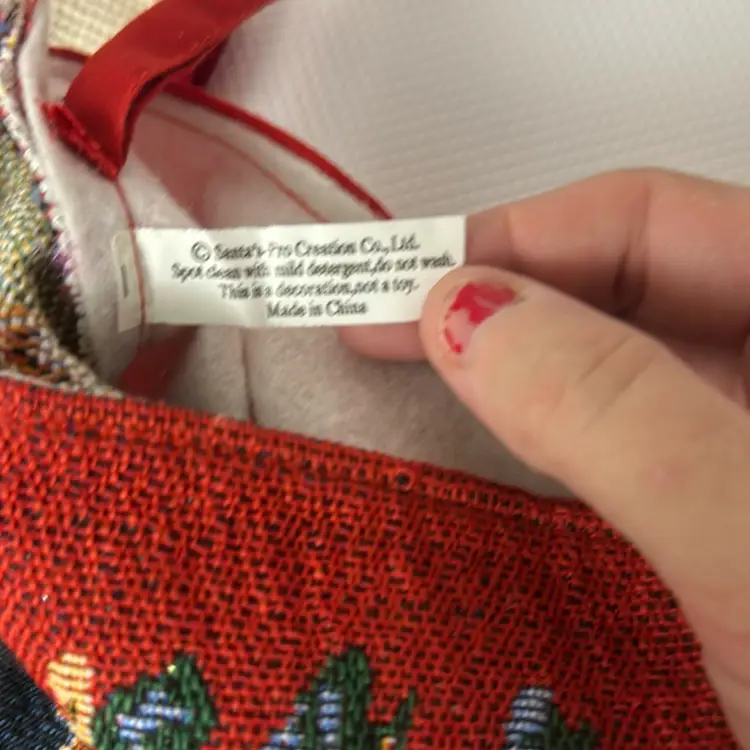 © Santa's-Pro Creation Co., Ltd.
Spot clean with mild detergent,do not wash.
This is a decoration,not a toy.
Made in China